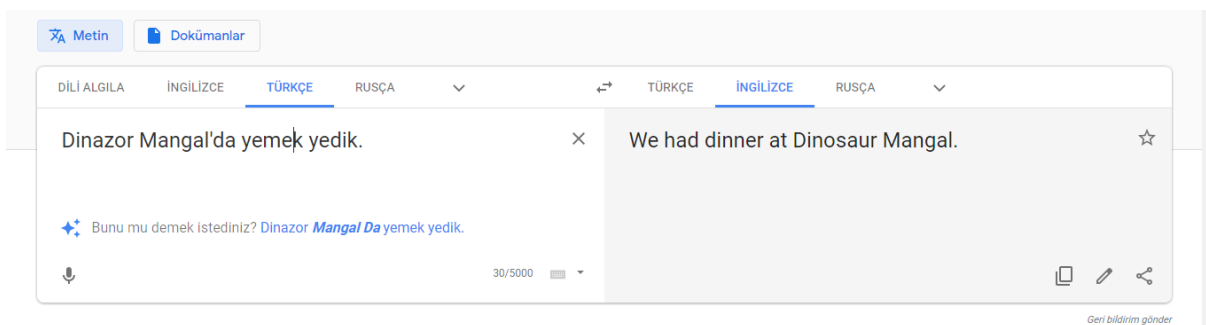 Metin Dokümanlar
DİLİ ALGILA İNGİLİZCE TÜRKÇE RUSÇA TÜRKÇE İNGİLİZCE RUSÇA
Dinazor Mangal'da yemek yedik. We had dinner at Dinosaur Mangal.
Bunu mu demek istediniz? Dinazor Mangal Da yemek yedik.
30/5000
Geri bildirim gönder